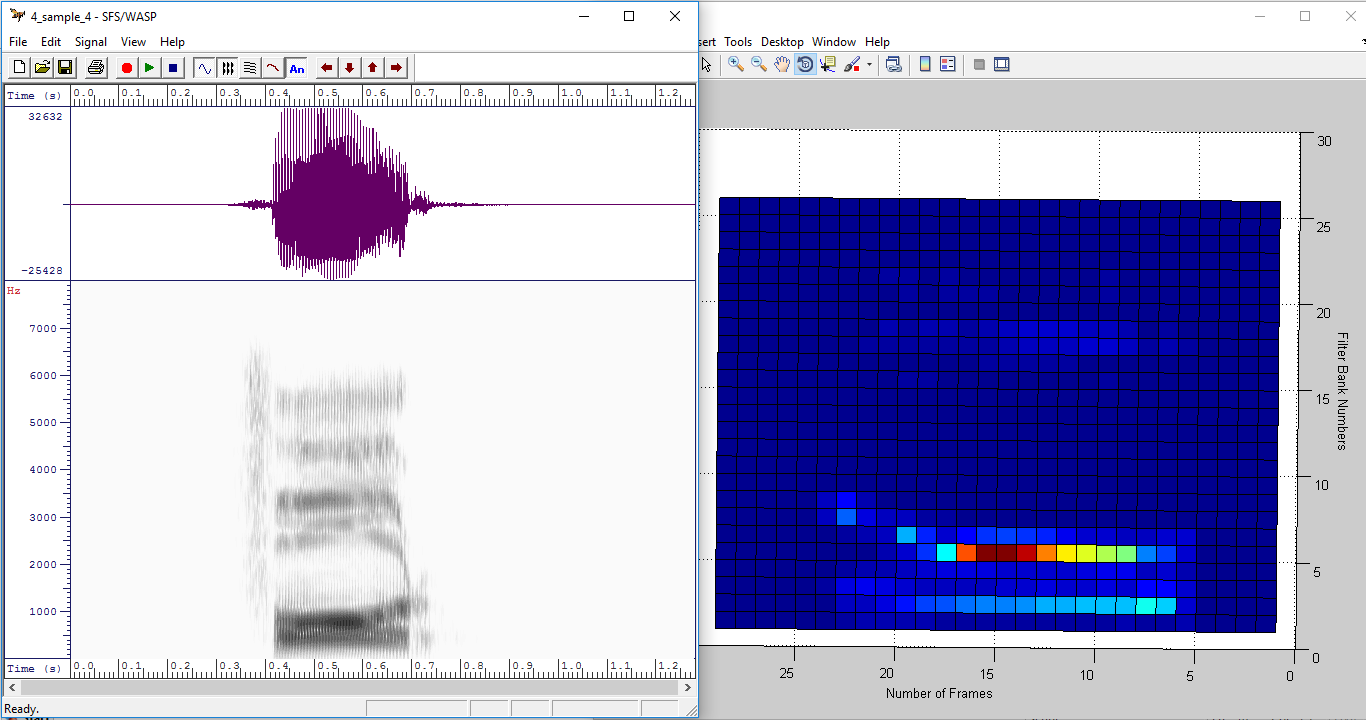 4_sample_4 - SFS/WASP
File Edit Signal View Help
An
Time (s) 0.0 0.1 0.2 0.3 0.4 0.5 0.6 0.7 0.8 0.9 1.0 1.1 1.2
32632
-25428
Hz
7000
6000
5000
4000
3000
2000
1000
Time (s) 0.0 0.1 0.2 0.3 0.4 0.5 0.6 0.7 0.8 0.9 1.0 1.1 1.2
Ready.
sert Tools Desktop Window Help
30
25
20
15
10
5
0
Filter Bank Numbers
25 20 15 10 5 0
Number of Frames